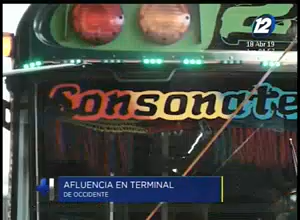 12
18 Abr 19
Sonsonate
AFLUENCIA EN TERMINAL
DE OCCIDENTE